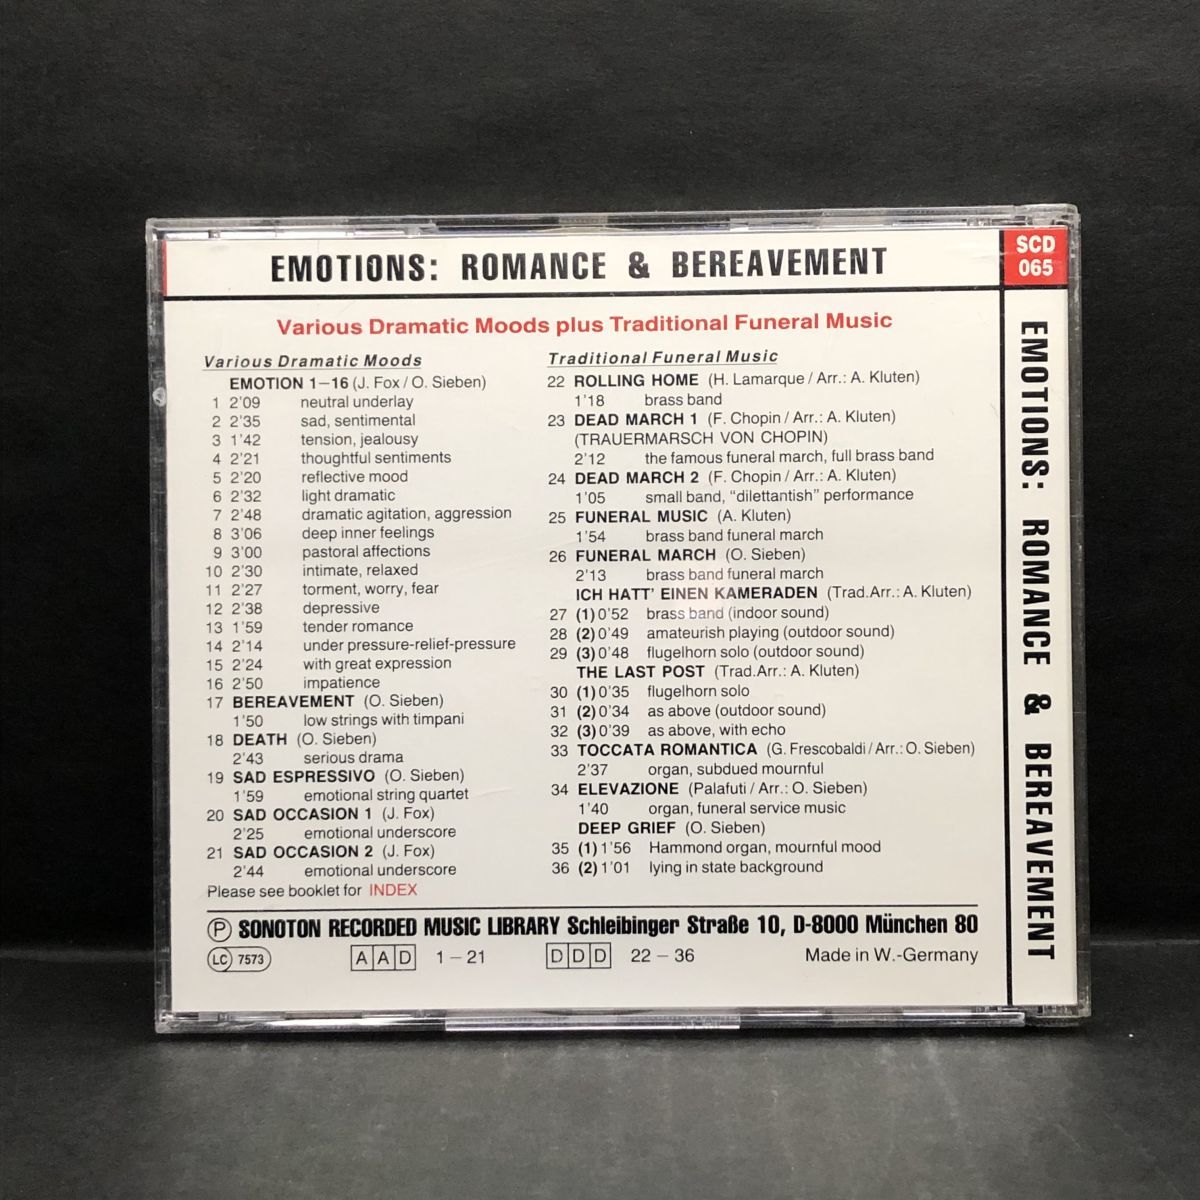 EMOTIONS: ROMANCE & BEREAVEMENT
SCD
065
Various Dramatic Moods plus Traditional Funeral Music
Various Dramatic Moods
EMOTION 1–16 (J. Fox / O. Sieben)
1 2'09 neutral underlay
2 2'35 sad, sentimental
3 1'42 tension, jealousy
4 2'21 thoughtful sentiments
5 2'20 reflective mood
6 2'32 light dramatic
7 2'48 dramatic agitation, aggression
8 3'06 deep inner feelings
9 3'00 pastoral affections
10 2'30 intimate, relaxed
11 2'27 torment, worry, fear
12 2'38 depressive
13 1'59 tender romance
14 2'14 under pressure-relief-pressure
15 2'24 with great expression
16 2'50 impatience
17 BEREAVEMENT (O. Sieben)
1'50 low strings with timpani
18 DEATH (O. Sieben)
2'43 serious drama
19 SAD ESPRESSIVO (O. Sieben)
1'59 emotional string quartet
20 SAD OCCASION 1 (J. Fox)
2'25 emotional underscore
21 SAD OCCASION 2 (J. Fox)
2'44 emotional underscore
Please see booklet for INDEX
Traditional Funeral Music
22 ROLLING HOME (H. Lamarque / Arr.: A. Kluten)
1'18 brass band
23 DEAD MARCH 1 (F. Chopin / Arr.: A. Kluten)
(TRAUERMARSCH VON CHOPIN)
2'12 the famous funeral march, full brass band
24 DEAD MARCH 2 (F. Chopin / Arr.: A. Kluten)
1'05 small band, “dilettantish” performance
25 FUNERAL MUSIC (A. Kluten)
1'54 brass band funeral march
26 FUNERAL MARCH (O. Sieben)
2'13 brass band funeral march
ICH HATT' EINEN KAMERADEN (Trad.Arr.: A. Kluten)
27 (1) 0'52 brass band (indoor sound)
28 (2) 0'49 amateurish playing (outdoor sound)
29 (3) 0'48 flugelhorn solo (outdoor sound)
THE LAST POST (Trad.Arr.: A. Kluten)
30 (1) 0'35 flugelhorn solo
31 (2) 0'34 as above (outdoor sound)
32 (3) 0'39 as above, with echo
33 TOCCATA ROMANTICA (G. Frescobaldi / Arr.: O. Sieben)
2'37 organ, subdued mournful
34 ELEVAZIONE (Palafuti / Arr.: O. Sieben)
1'40 organ, funeral service music
DEEP GRIEF (O. Sieben)
35 (1) 1'56 Hammond organ, mournful mood
36 (2) 1'01 lying in state background
Ⓟ SONOTON RECORDED MUSIC LIBRARY Schleibinger Straße 10, D-8000 München 80
LC 7573 AAD 1 – 21 DDD 22 – 36 Made in W.-Germany
EMOTIONS: ROMANCE & BEREAVEMENT